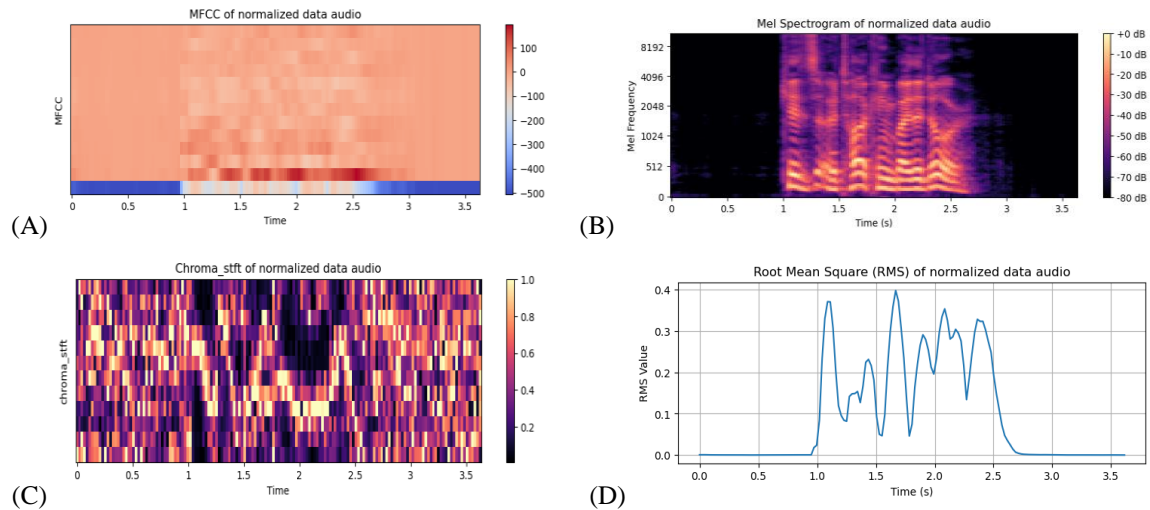 MFCC of normalized data audio
MFCC
100
0
-100
-200
-300
-400
-500
0 0.5 1 1.5 2 2.5 3 3.5
Time
(A)
Mel Spectrogram of normalized data audio
Mel Frequency
8192
4096
2048
1024
512
0
+0 dB
-10 dB
-20 dB
-30 dB
-40 dB
-50 dB
-60 dB
-70 dB
-80 dB
0 0.5 1 1.5 2 2.5 3 3.5
Time (s)
(B)
Chroma_stft of normalized data audio
chroma_stft
1.0
0.8
0.6
0.4
0.2
0 0.5 1 1.5 2 2.5 3 3.5
Time
(C)
Root Mean Square (RMS) of normalized data audio
RMS Value
0.4
0.3
0.2
0.1
0.0
0.0 0.5 1.0 1.5 2.0 2.5 3.0 3.5
Time (s)
(D)